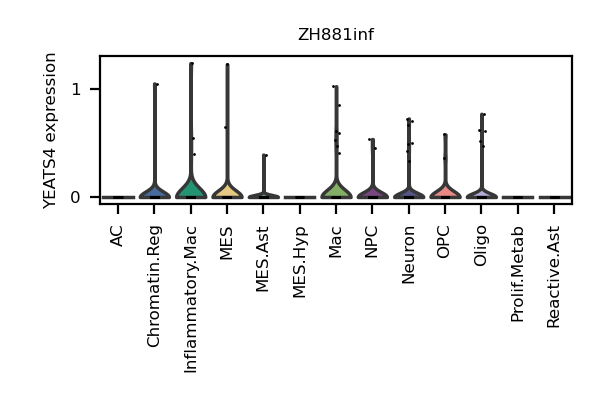 ZH881inf
YEATS4 expression
1
0
AC
Chromatin.Reg
Inflammatory.Mac
MES
MES.Ast
MES.Hyp
Mac
NPC
Neuron
OPC
Oligo
Prolif.Metab
Reactive.Ast